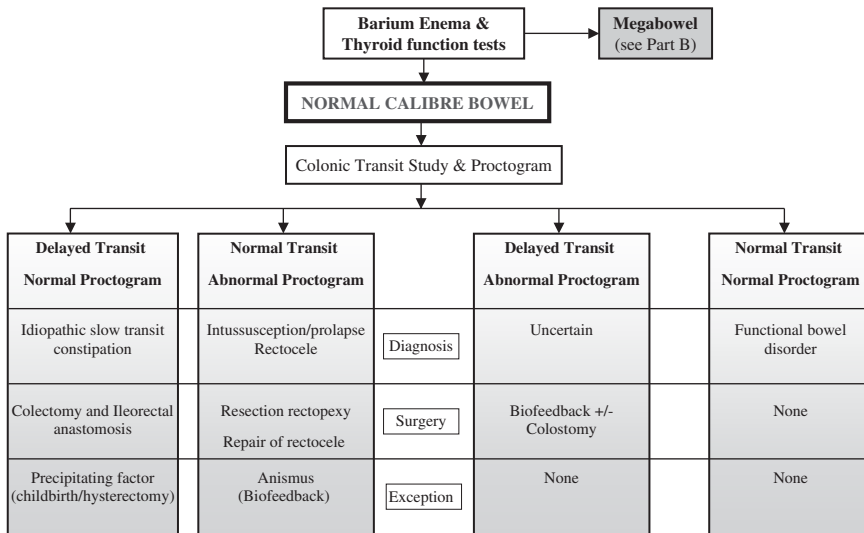 Barium Enema &
Thyroid function tests
Megabowel
(see Part B)
NORMAL CALIBRE BOWEL
Colonic Transit Study & Proctogram
Delayed Transit
Normal Proctogram
Normal Transit
Abnormal Proctogram
Delayed Transit
Abnormal Proctogram
Normal Transit
Normal Proctogram
Idiopathic slow transit
constipation
Intussusception/prolapse
Rectocele
Diagnosis
Uncertain
Functional bowel
disorder
Colectomy and Ileorectal
anastomosis
Resection rectopexy
Repair of rectocele
Surgery
Biofeedback +/-
Colostomy
None
Precipitating factor
(childbirth/hysterectomy)
Anismus
(Biofeedback)
Exception
None
None